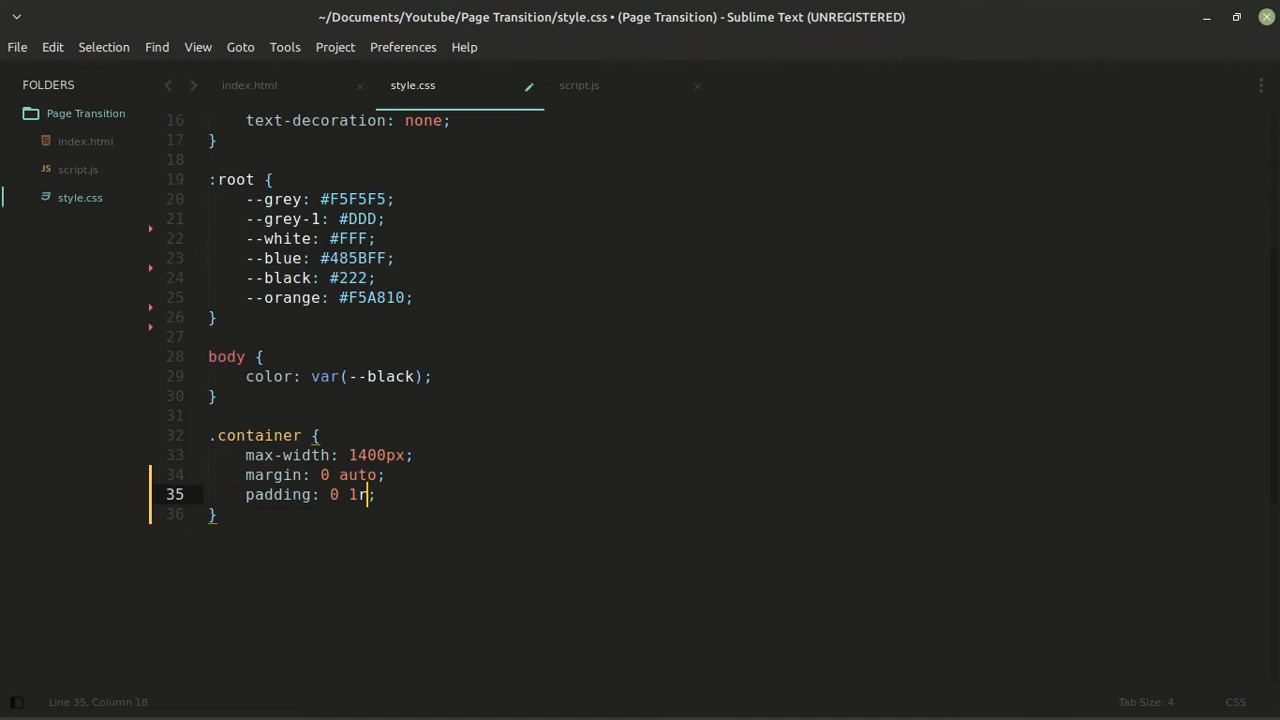 ~/Documents/Youtube/Page Transition/style.css • (Page Transition) - Sublime Text (UNREGISTERED)
File Edit Selection Find View Goto Tools Project Preferences Help
FOLDERS
Page Transition
index.html
JS script.js
style.css
index.html × style.css script.js ×
16 text-decoration: none;
17 }
18
19 :root {
20 --grey: #F5F5F5;
21 --grey-1: #DDD;
22 --white: #FFF;
23 --blue: #485BFF;
24 --black: #222;
25 --orange: #F5A810;
26 }
27
28 body {
29 color: var(--black);
30 }
31
32 .container {
33 max-width: 1400px;
34 margin: 0 auto;
35 padding: 0 1r;
36 }
Line 35, Column 18 Tab Size: 4 CSS